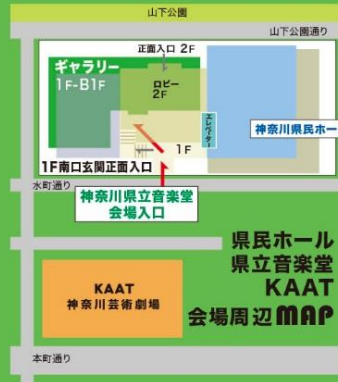 山下公園
山下公園通り
正面入口 2F
ギャラリー
1F-B1F
ロビー
2F
エレベーター
神奈川県民ホー
1F
1F南口玄関正面入口
水町通り
神奈川県立音楽堂
会場入口
県民ホール
県立音楽堂
KAAT
会場周辺MAP
KAAT
神奈川芸術劇場
本町通り